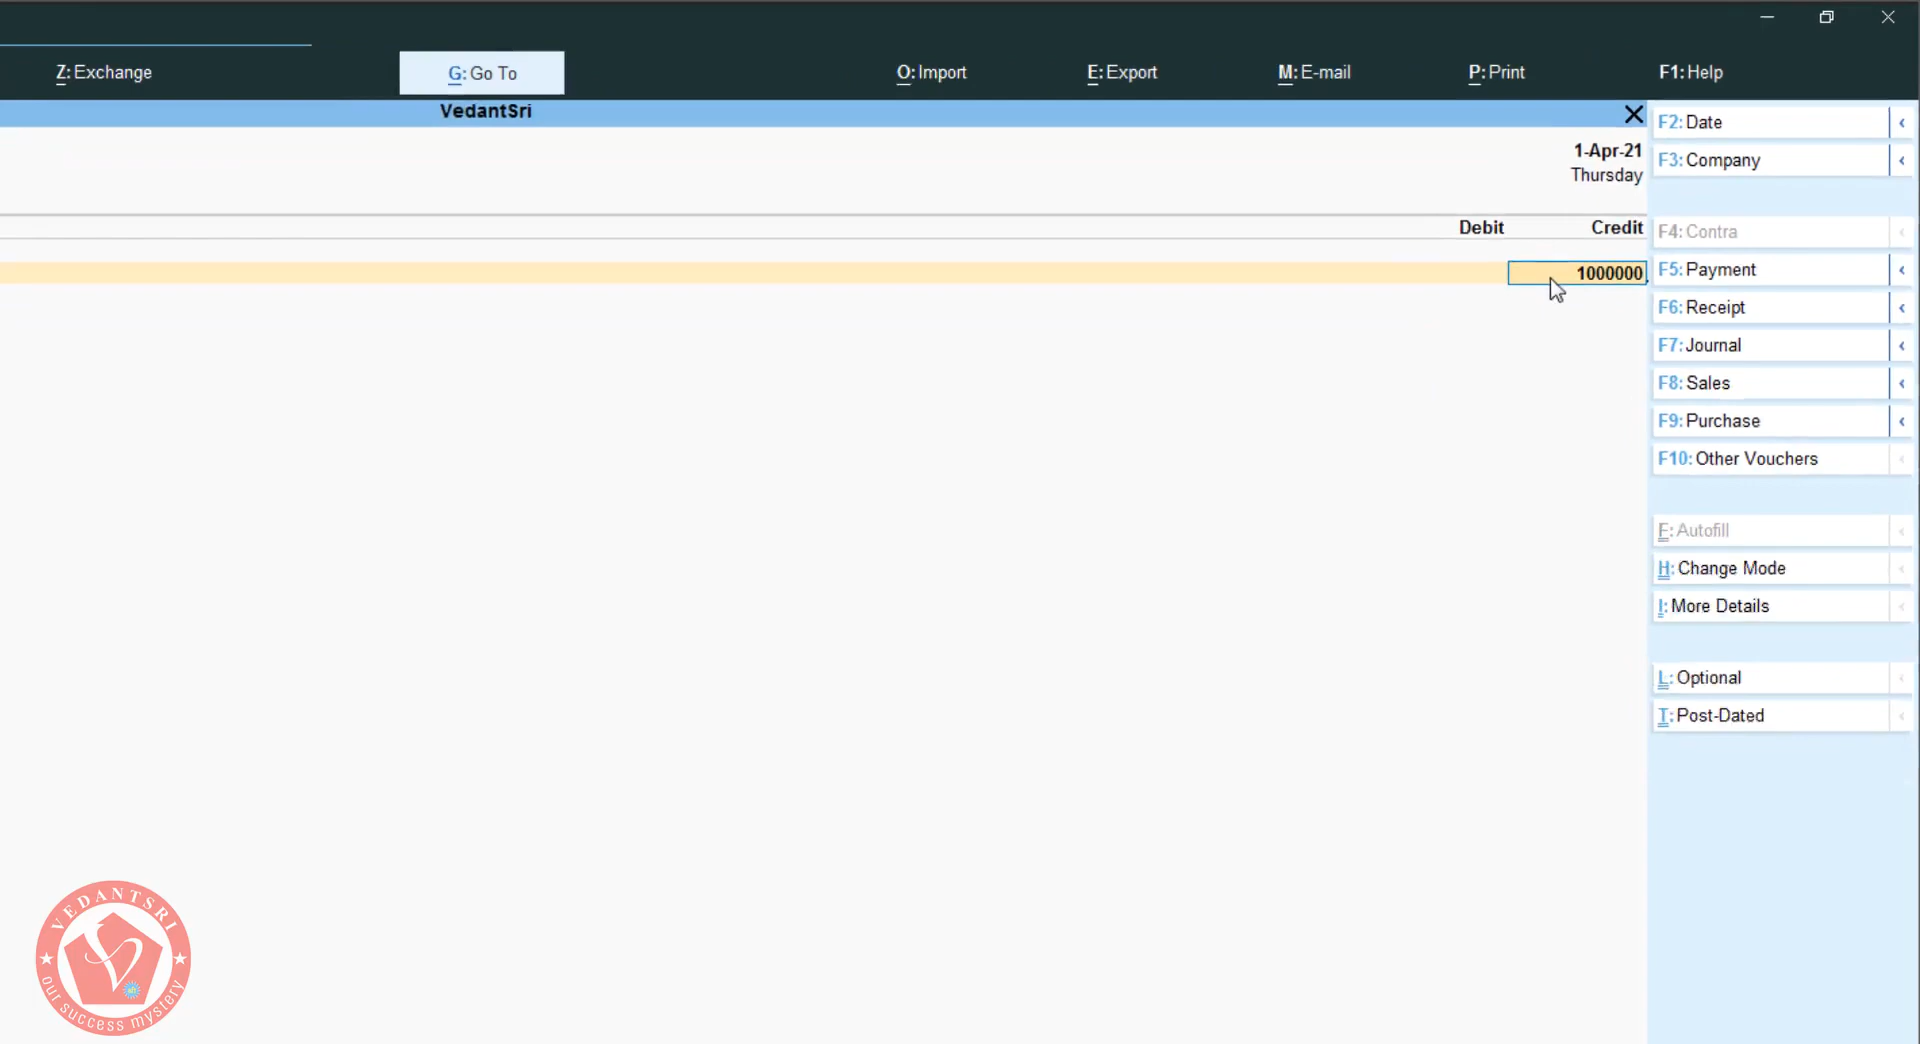 Z: Exchange
G: Go To
O: Import
E: Export
M: E-mail
P: Print
F1: Help
VedantSri
1-Apr-21
Thursday
Debit
Credit
1000000
F2: Date
F3: Company
F4: Contra
F5: Payment
F6: Receipt
F7: Journal
F8: Sales
F9: Purchase
F10: Other Vouchers
F: Autofill
H: Change Mode
I: More Details
L: Optional
T: Post-Dated
VEDANTSRI
our success mystery